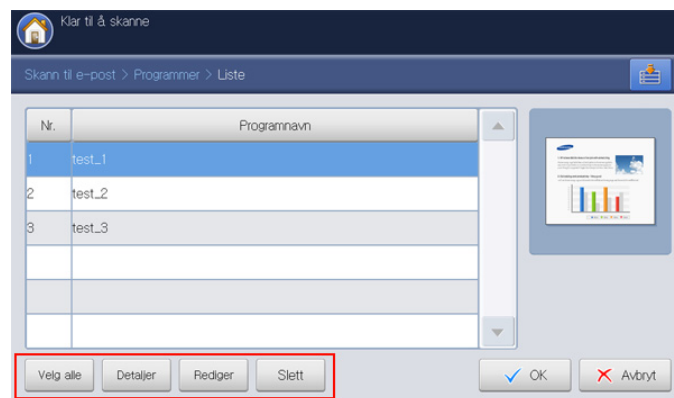 Klar til å skanne
Skann til e-post > Programmer > Liste
Nr. Programnavn
1 test_1
2 test_2
3 test_3
Velg alle Detaljer Rediger Slett OK Avbryt